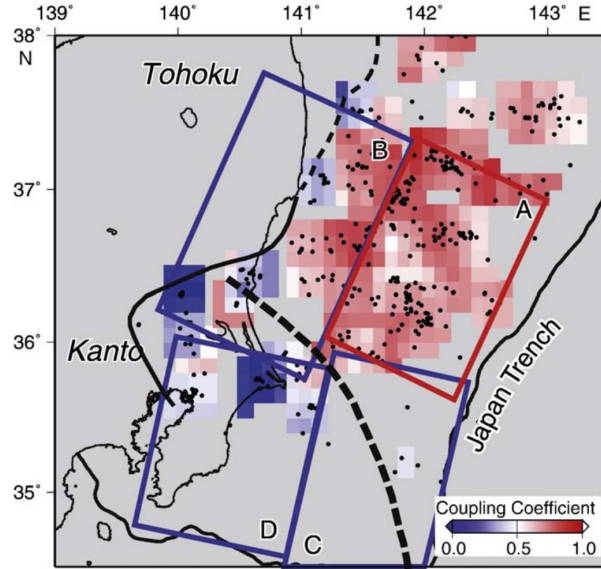 139° 140° 141° 142° 143° E
38°
N
Tohoku
B
37°
A
36°
Kanto
Japan Trench
35°
D C
Coupling Coefficient
0.0 0.5 1.0